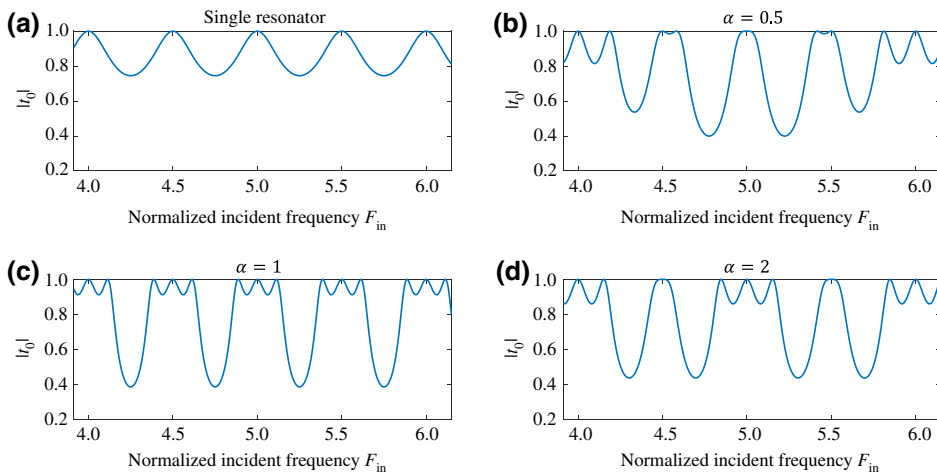 (a)
Single resonator
1.0
0.8
0.6
0.4
0.2
|t₀|
4.0 4.5 5.0 5.5 6.0
Normalized incident frequency F_in
(b)
α = 0.5
1.0
0.8
0.6
0.4
0.2
|t₀|
4.0 4.5 5.0 5.5 6.0
Normalized incident frequency F_in
(c)
α = 1
1.0
0.8
0.6
0.4
0.2
|t₀|
4.0 4.5 5.0 5.5 6.0
Normalized incident frequency F_in
(d)
α = 2
1.0
0.8
0.6
0.4
0.2
|t₀|
4.0 4.5 5.0 5.5 6.0
Normalized incident frequency F_in